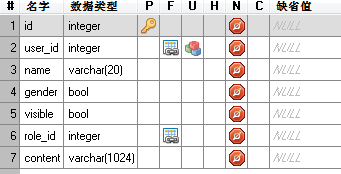 # 名字 数据类型 P F U H N C 缺省值
1 id integer NULL
2 user_id integer NULL
3 name varchar(20) NULL
4 gender bool NULL
5 visible bool NULL
6 role_id integer NULL
7 content varchar(1024) NULL